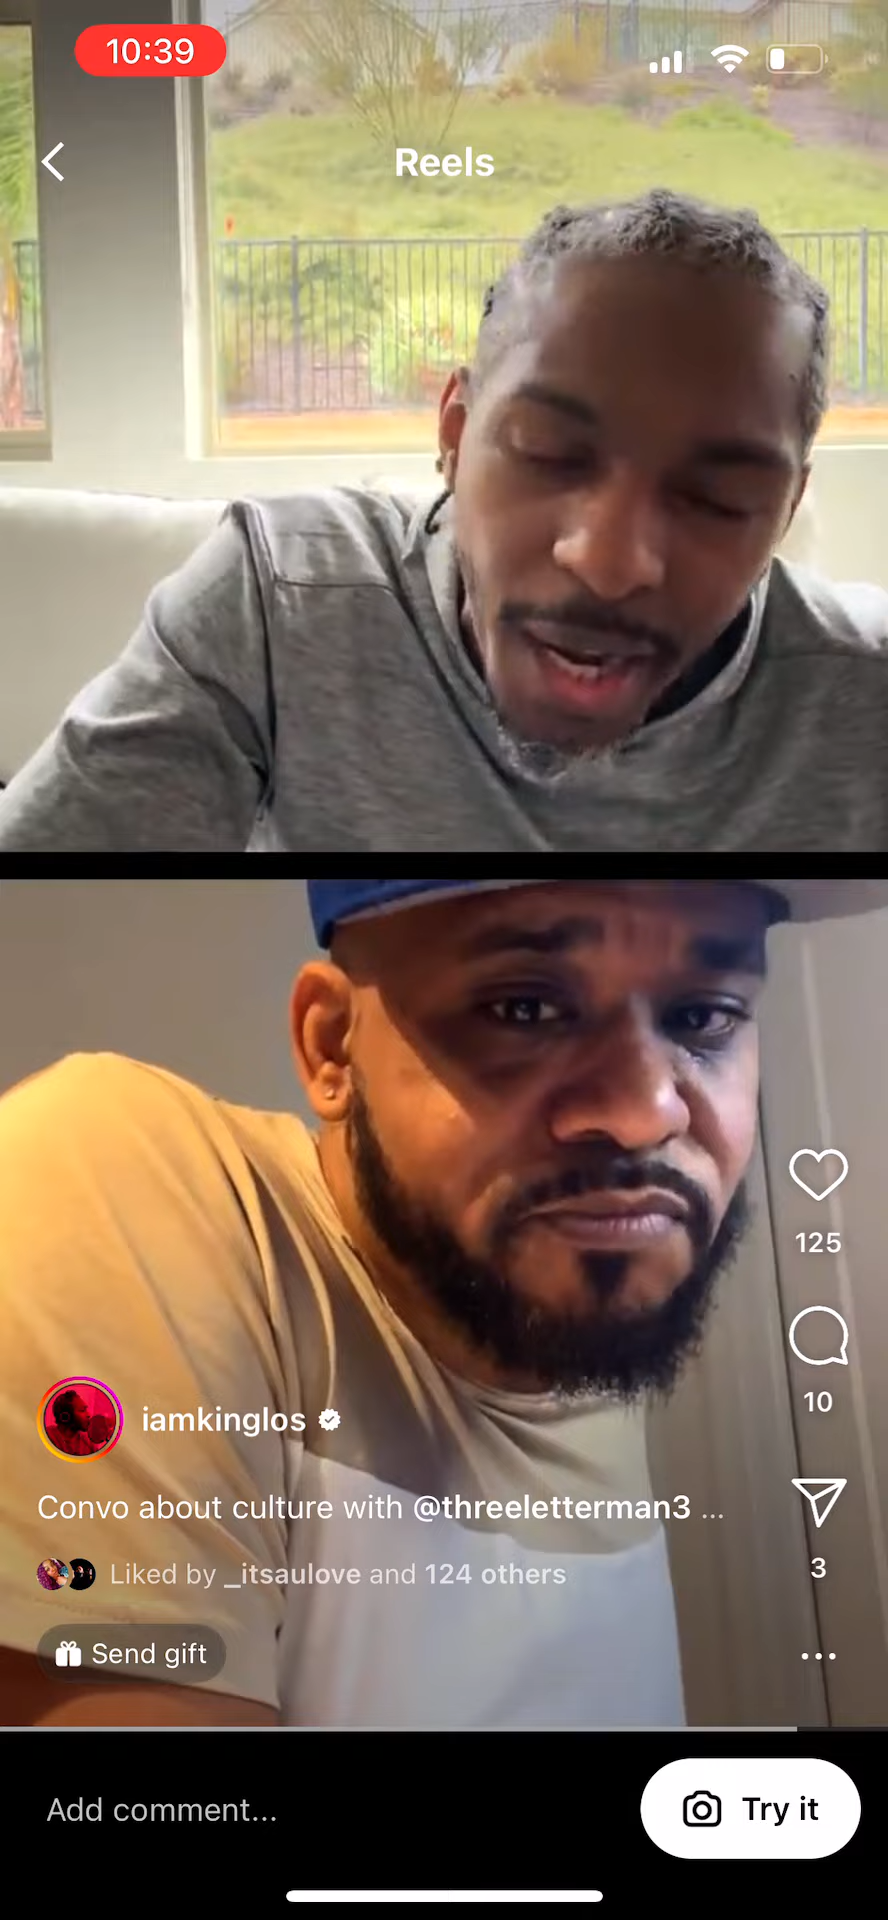 10:39
Reels
125
10
iamkinglos
Convo about culture with @threeletterman3 ...
3
Liked by _itsaulove and 124 others
Send gift
Add comment...
Try it